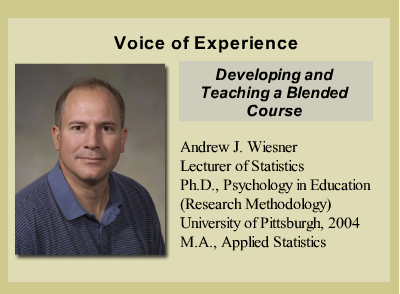 Voice of Experience
Developing and
Teaching a Blended
Course
Andrew J. Wiesner
Lecturer of Statistics
Ph.D., Psychology in Education
(Research Methodology)
University of Pittsburgh, 2004
M.A., Applied Statistics